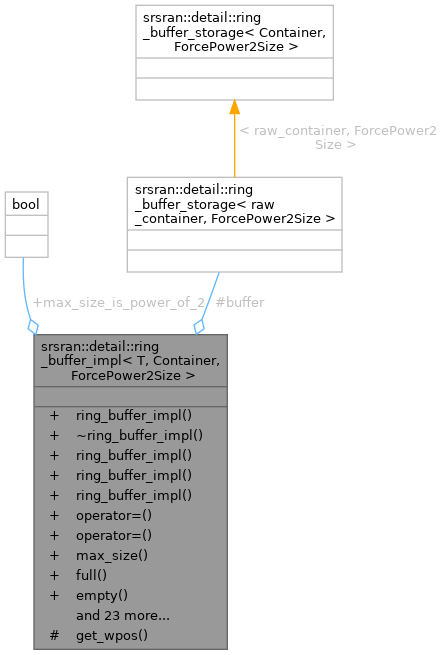 srsran::detail::ring
_buffer_storage< Container,
ForcePower2Size >
< raw_container, ForcePower2
Size >
srsran::detail::ring
_buffer_storage< raw
_container, ForcePower2Size >
bool
+max_size_is_power_of_2
#buffer
srsran::detail::ring
_buffer_impl< T, Container,
ForcePower2Size >
+ ring_buffer_impl()
+ ~ring_buffer_impl()
+ ring_buffer_impl()
+ ring_buffer_impl()
+ ring_buffer_impl()
+ operator=()
+ operator=()
+ max_size()
+ full()
+ empty()
and 23 more...
# get_wpos()